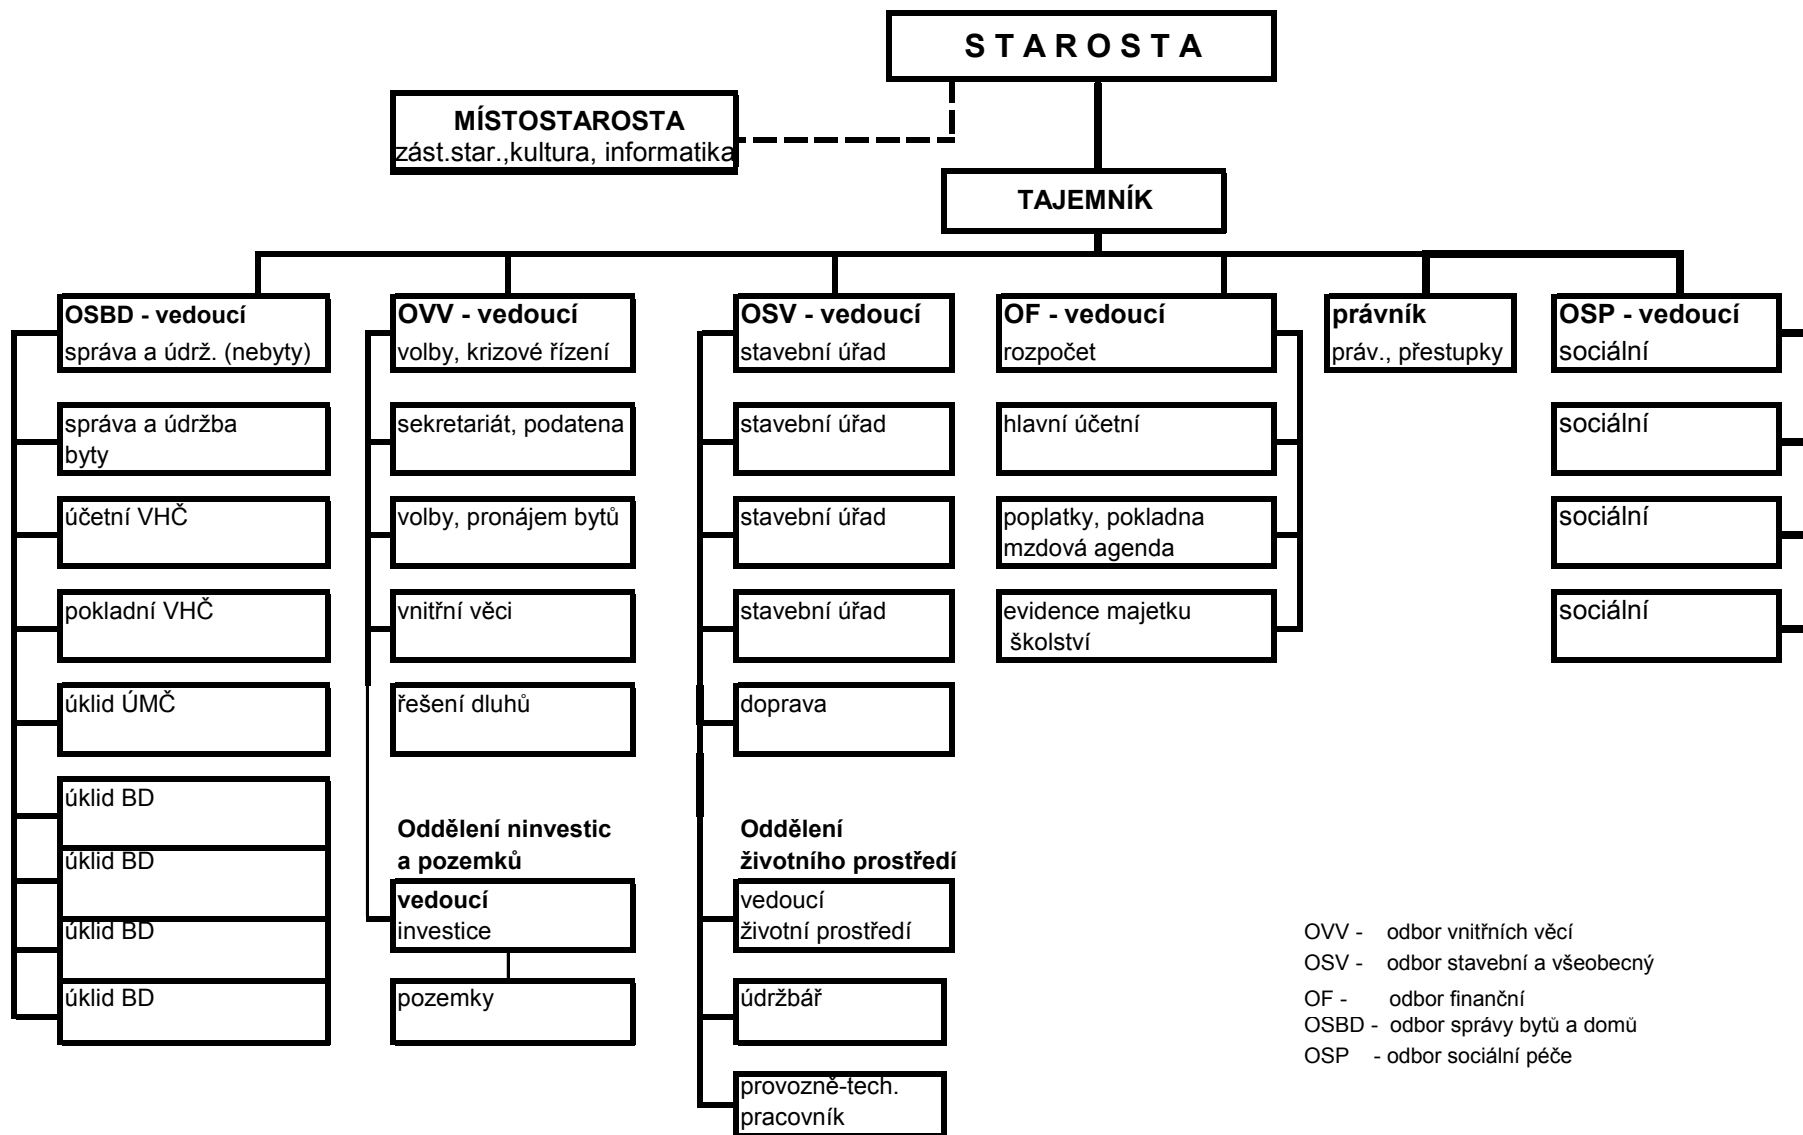 S T A R O S T A
MÍSTOSTAROSTA
zást.star.,kultura, informatika
TAJEMNÍK
OSBD - vedoucí
správa a údrž. (nebyty)
správa a údržba
byty
účetní VHČ
pokladní VHČ
úklid ÚMČ
úklid BD
úklid BD
úklid BD
úklid BD
OVV - vedoucí
volby, krizové řízení
sekretariát, podatena
volby, pronájem bytů
vnitřní věci
řešení dluhů
Oddělení ninvestic
a pozemků
vedoucí
investice
pozemky
OSV - vedoucí
stavební úřad
stavební úřad
stavební úřad
stavební úřad
doprava
Oddělení
životního prostředí
vedoucí
životní prostředí
údržbář
provozně-tech.
pracovník
OF - vedoucí
rozpočet
hlavní účetní
poplatky, pokladna
mzdová agenda
evidence majetku
školství
právník
práv., přestupky
OSP - vedoucí
sociální
sociální
sociální
sociální
OVV - odbor vnitřních věcí
OSV - odbor stavební a všeobecný
OF - odbor finanční
OSBD - odbor správy bytů a domů
OSP - odbor sociální péče